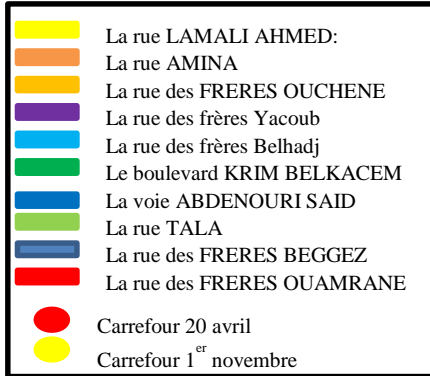 La rue LAMALI AHMED:
La rue AMINA
La rue des FRERES OUCHENE
La rue des frères Yacoub
La rue des frères Belhadj
Le boulevard KRIM BELKACEM
La voie ABDENOURI SAID
La rue TALA
La rue des FRERES BEGGEZ
La rue des FRERES OUAMRANE
Carrefour 20 avril
Carrefour 1er novembre